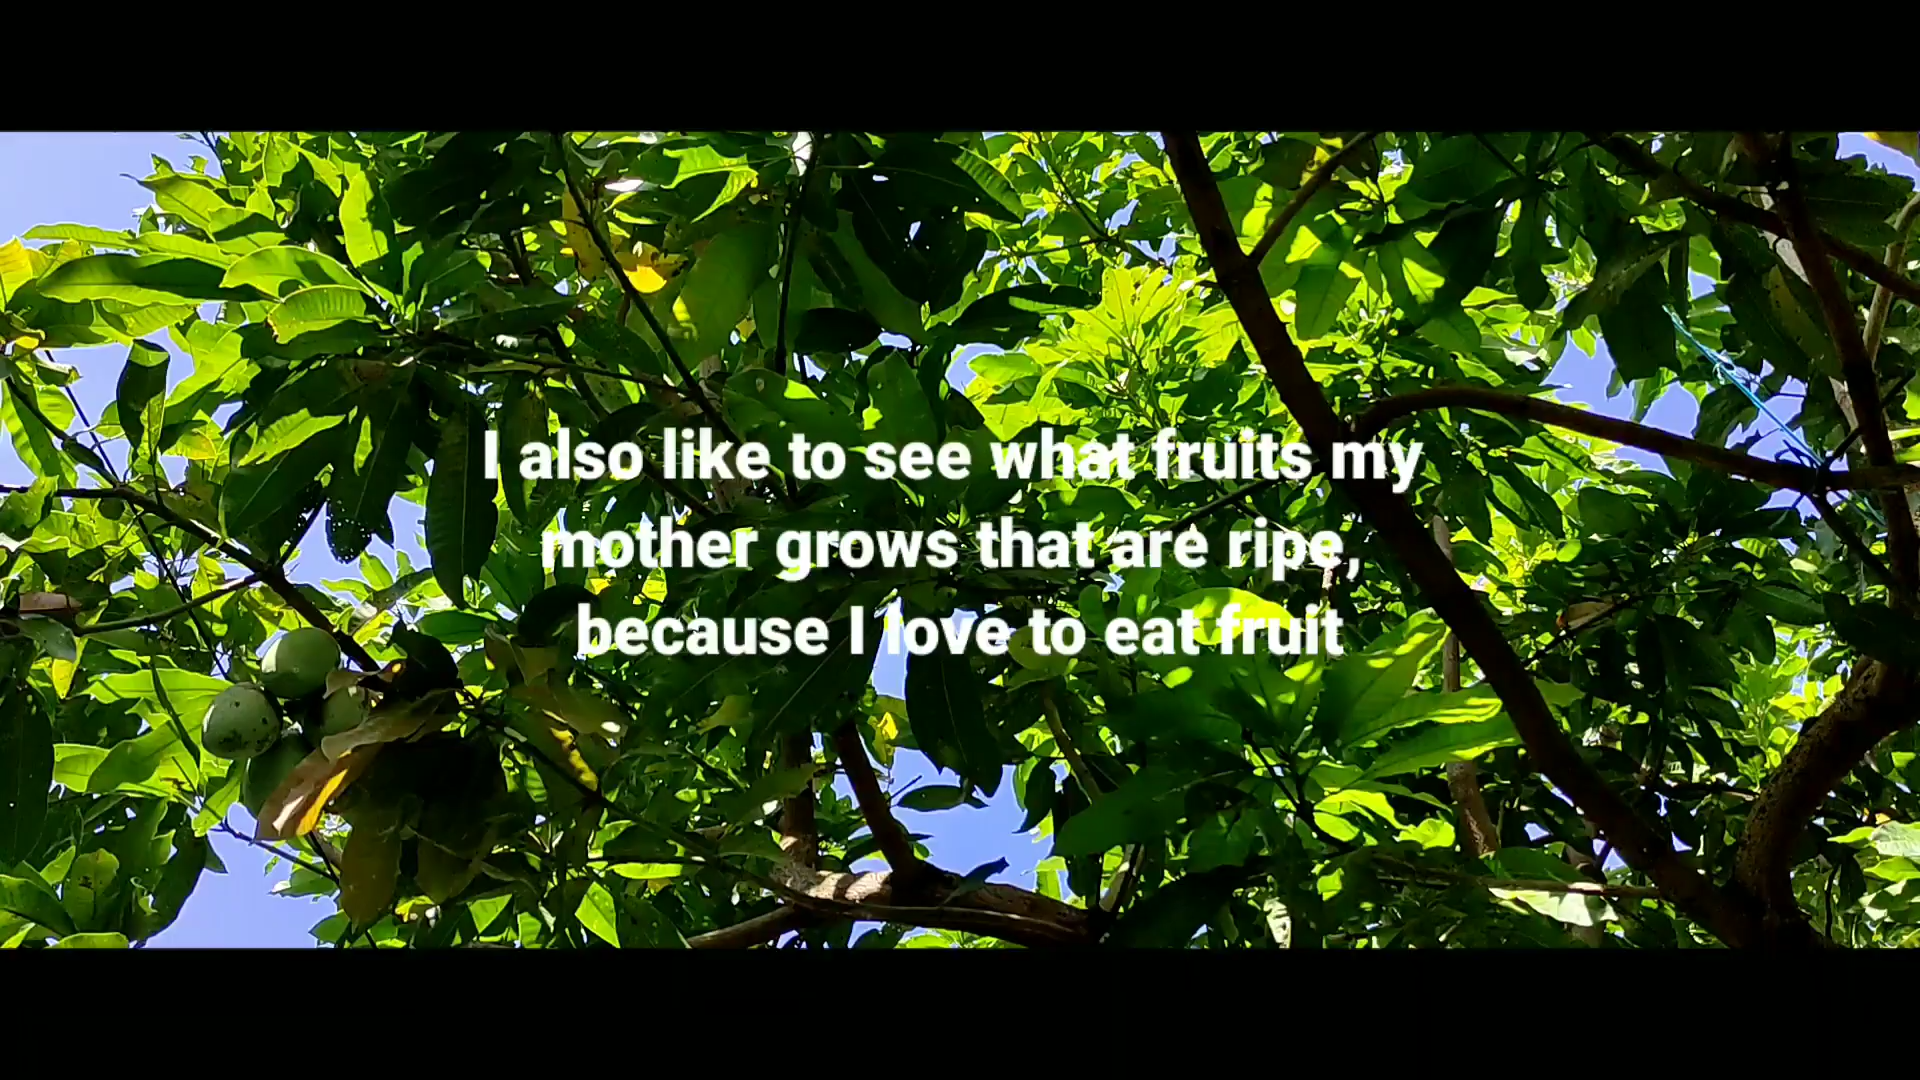 I also like to see what fruits my
mother grows that are ripe,
because I love to eat fruit